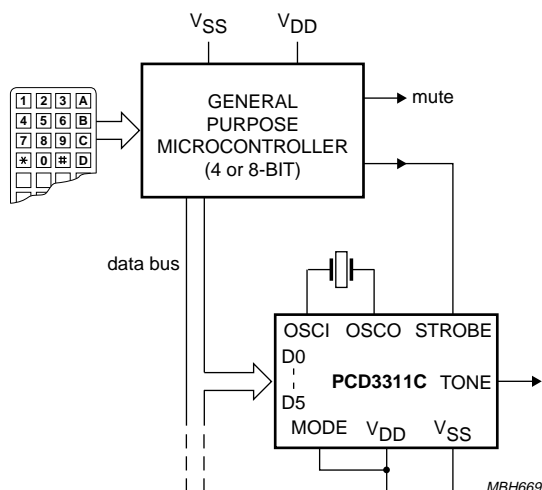 VSS VDD
1 2 3 A
4 5 6 B
7 8 9 C
* 0 # D
GENERAL
PURPOSE
MICROCONTROLLER
(4 or 8-BIT)
mute
data bus
OSCI OSCO STROBE
D0
D5
PCD3311C TONE
MODE VDD VSS
MBH669